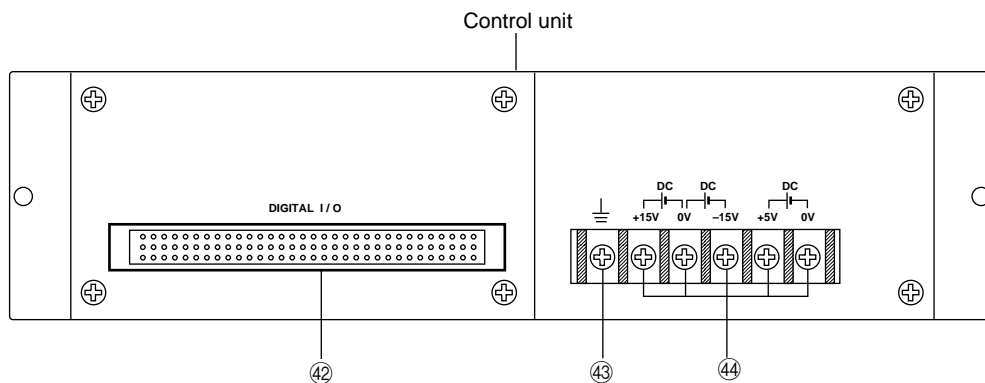 Control unit
DIGITAL I / O
DC DC DC
+15V 0V –15V +5V 0V
㊷ ㊸ ㊹